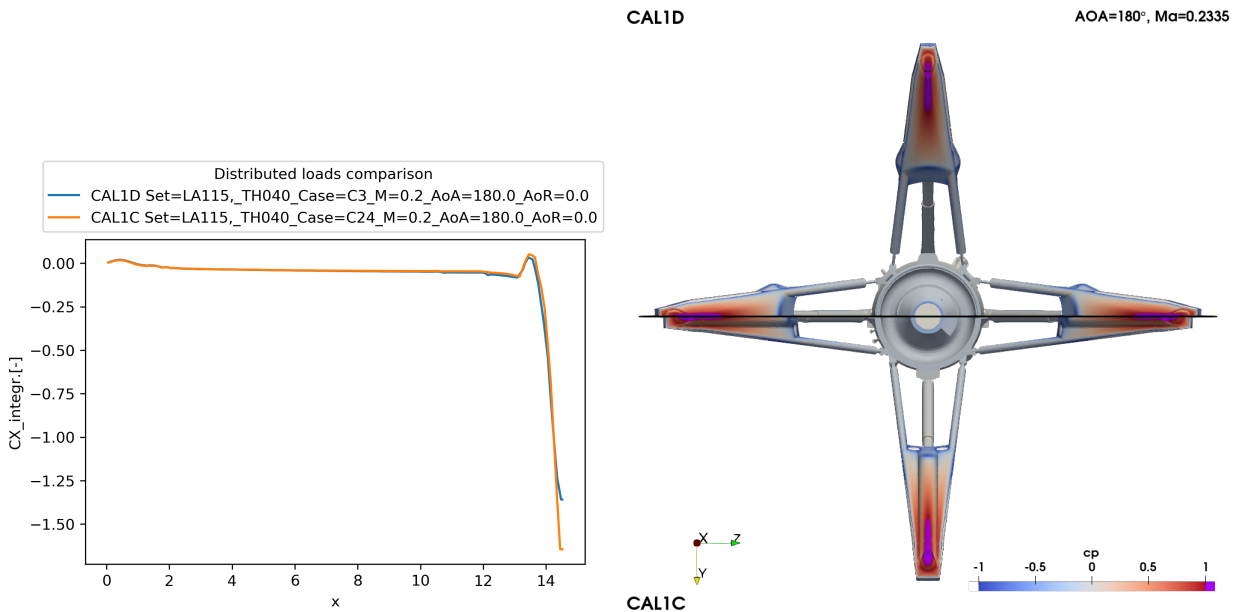 CAL1D
AOA=180°, Ma=0.2335
Distributed loads comparison
CAL1D Set=LA115,_TH040_Case=C3_M=0.2_AoA=180.0_AoR=0.0
CAL1C Set=LA115,_TH040_Case=C24_M=0.2_AoA=180.0_AoR=0.0
0.00
−0.25
−0.50
−0.75
−1.00
−1.25
−1.50
CX_integr.[-]
0 2 4 6 8 10 12 14
x
X
Z
Y
cp
-1 -0.5 0 0.5 1
CAL1C